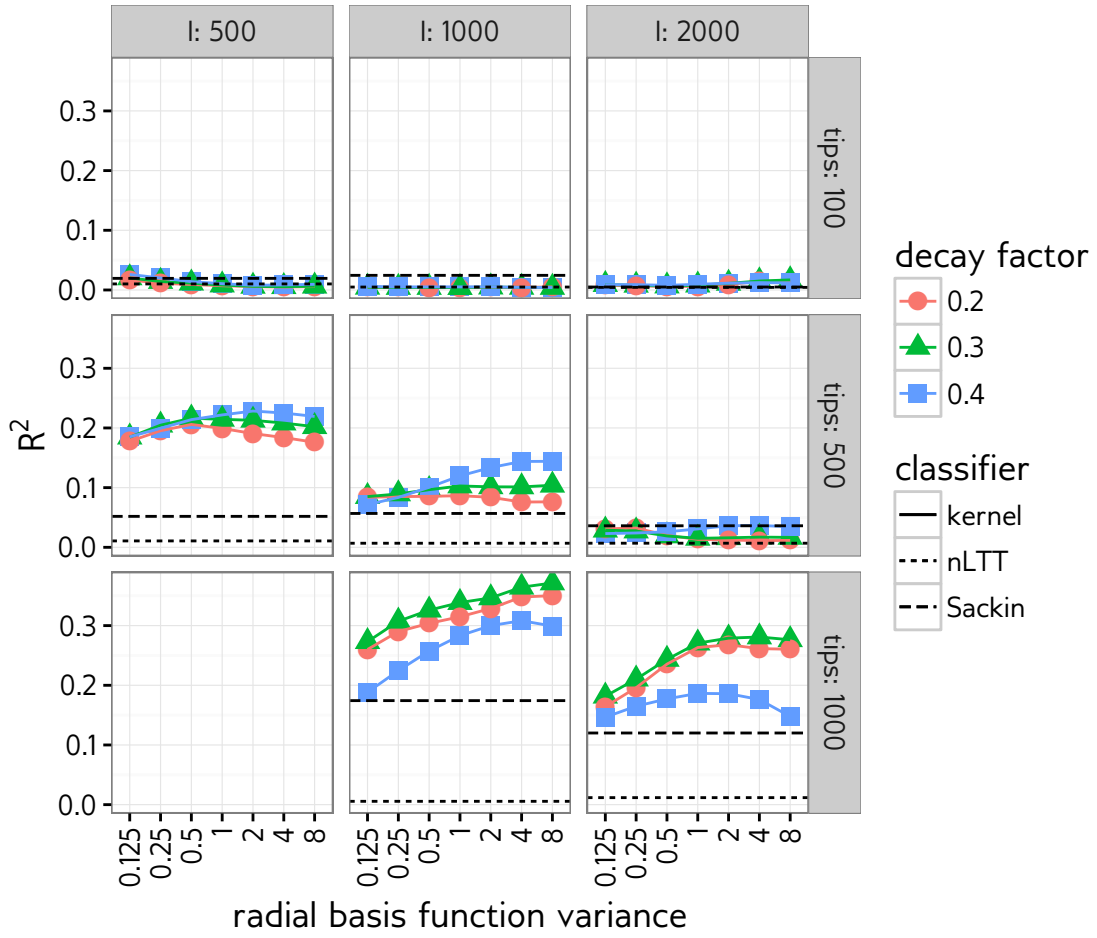 I: 500
I: 1000
I: 2000
0.3
0.2
0.1
0.0
tips: 100
0.3
0.2
0.1
0.0
tips: 500
0.3
0.2
0.1
0.0
tips: 1000
R²
0.125
0.25
0.5
1
2
4
8
0.125
0.25
0.5
1
2
4
8
0.125
0.25
0.5
1
2
4
8
radial basis function variance
decay factor
0.2
0.3
0.4
classifier
kernel
nLTT
Sackin